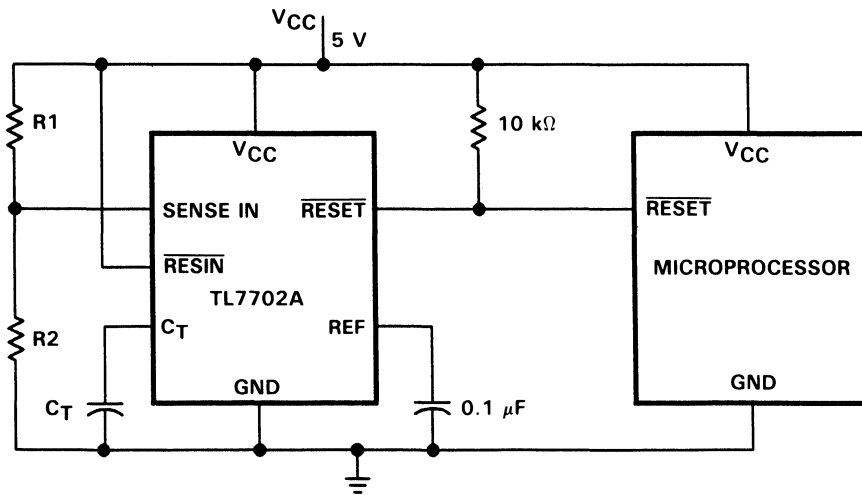 VCC
5 V
R1
10 kΩ
VCC
VCC
SENSE IN
RESET
RESET
RESIN
MICROPROCESSOR
TL7702A
R2
CT
REF
GND
GND
CT
0.1 µF